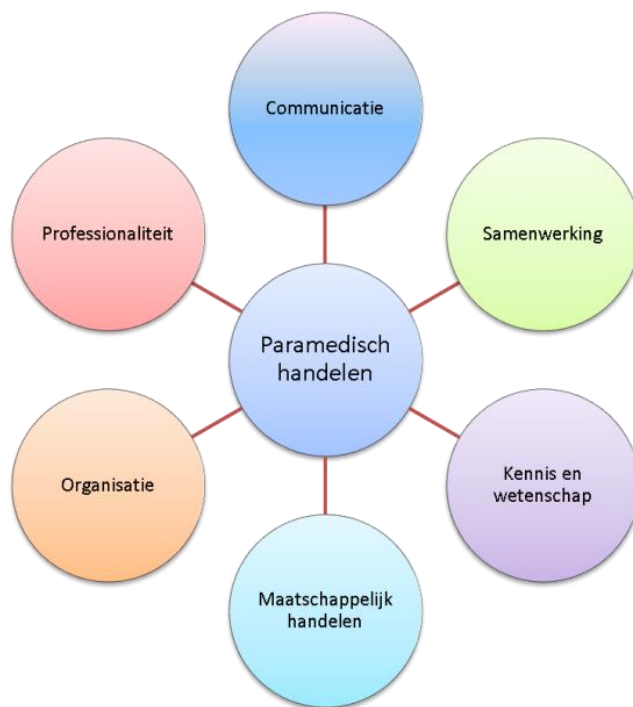 Communicatie
Professionaliteit
Samenwerking
Paramedisch
handelen
Organisatie
Kennis en
wetenschap
Maatschappelijk
handelen